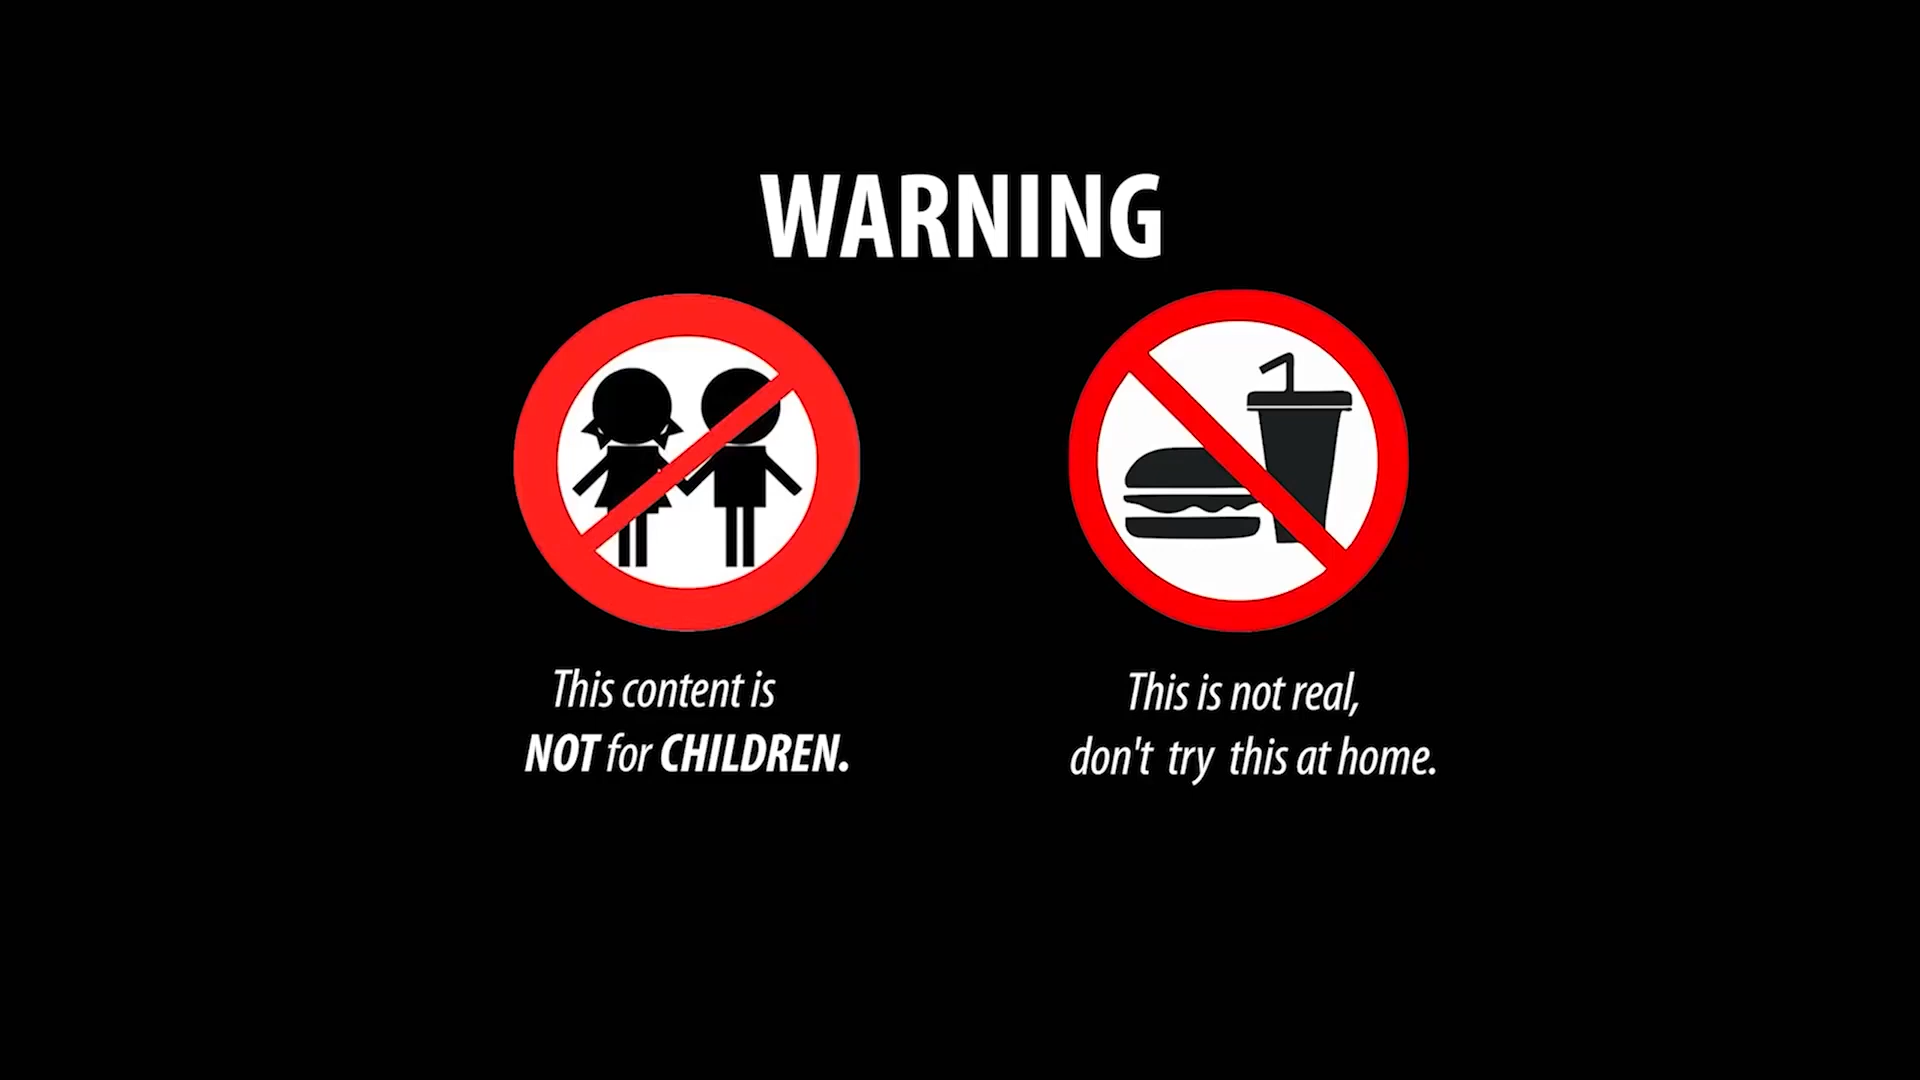 WARNING
This content is
NOT for CHILDREN.
This is not real,
don't try this at home.